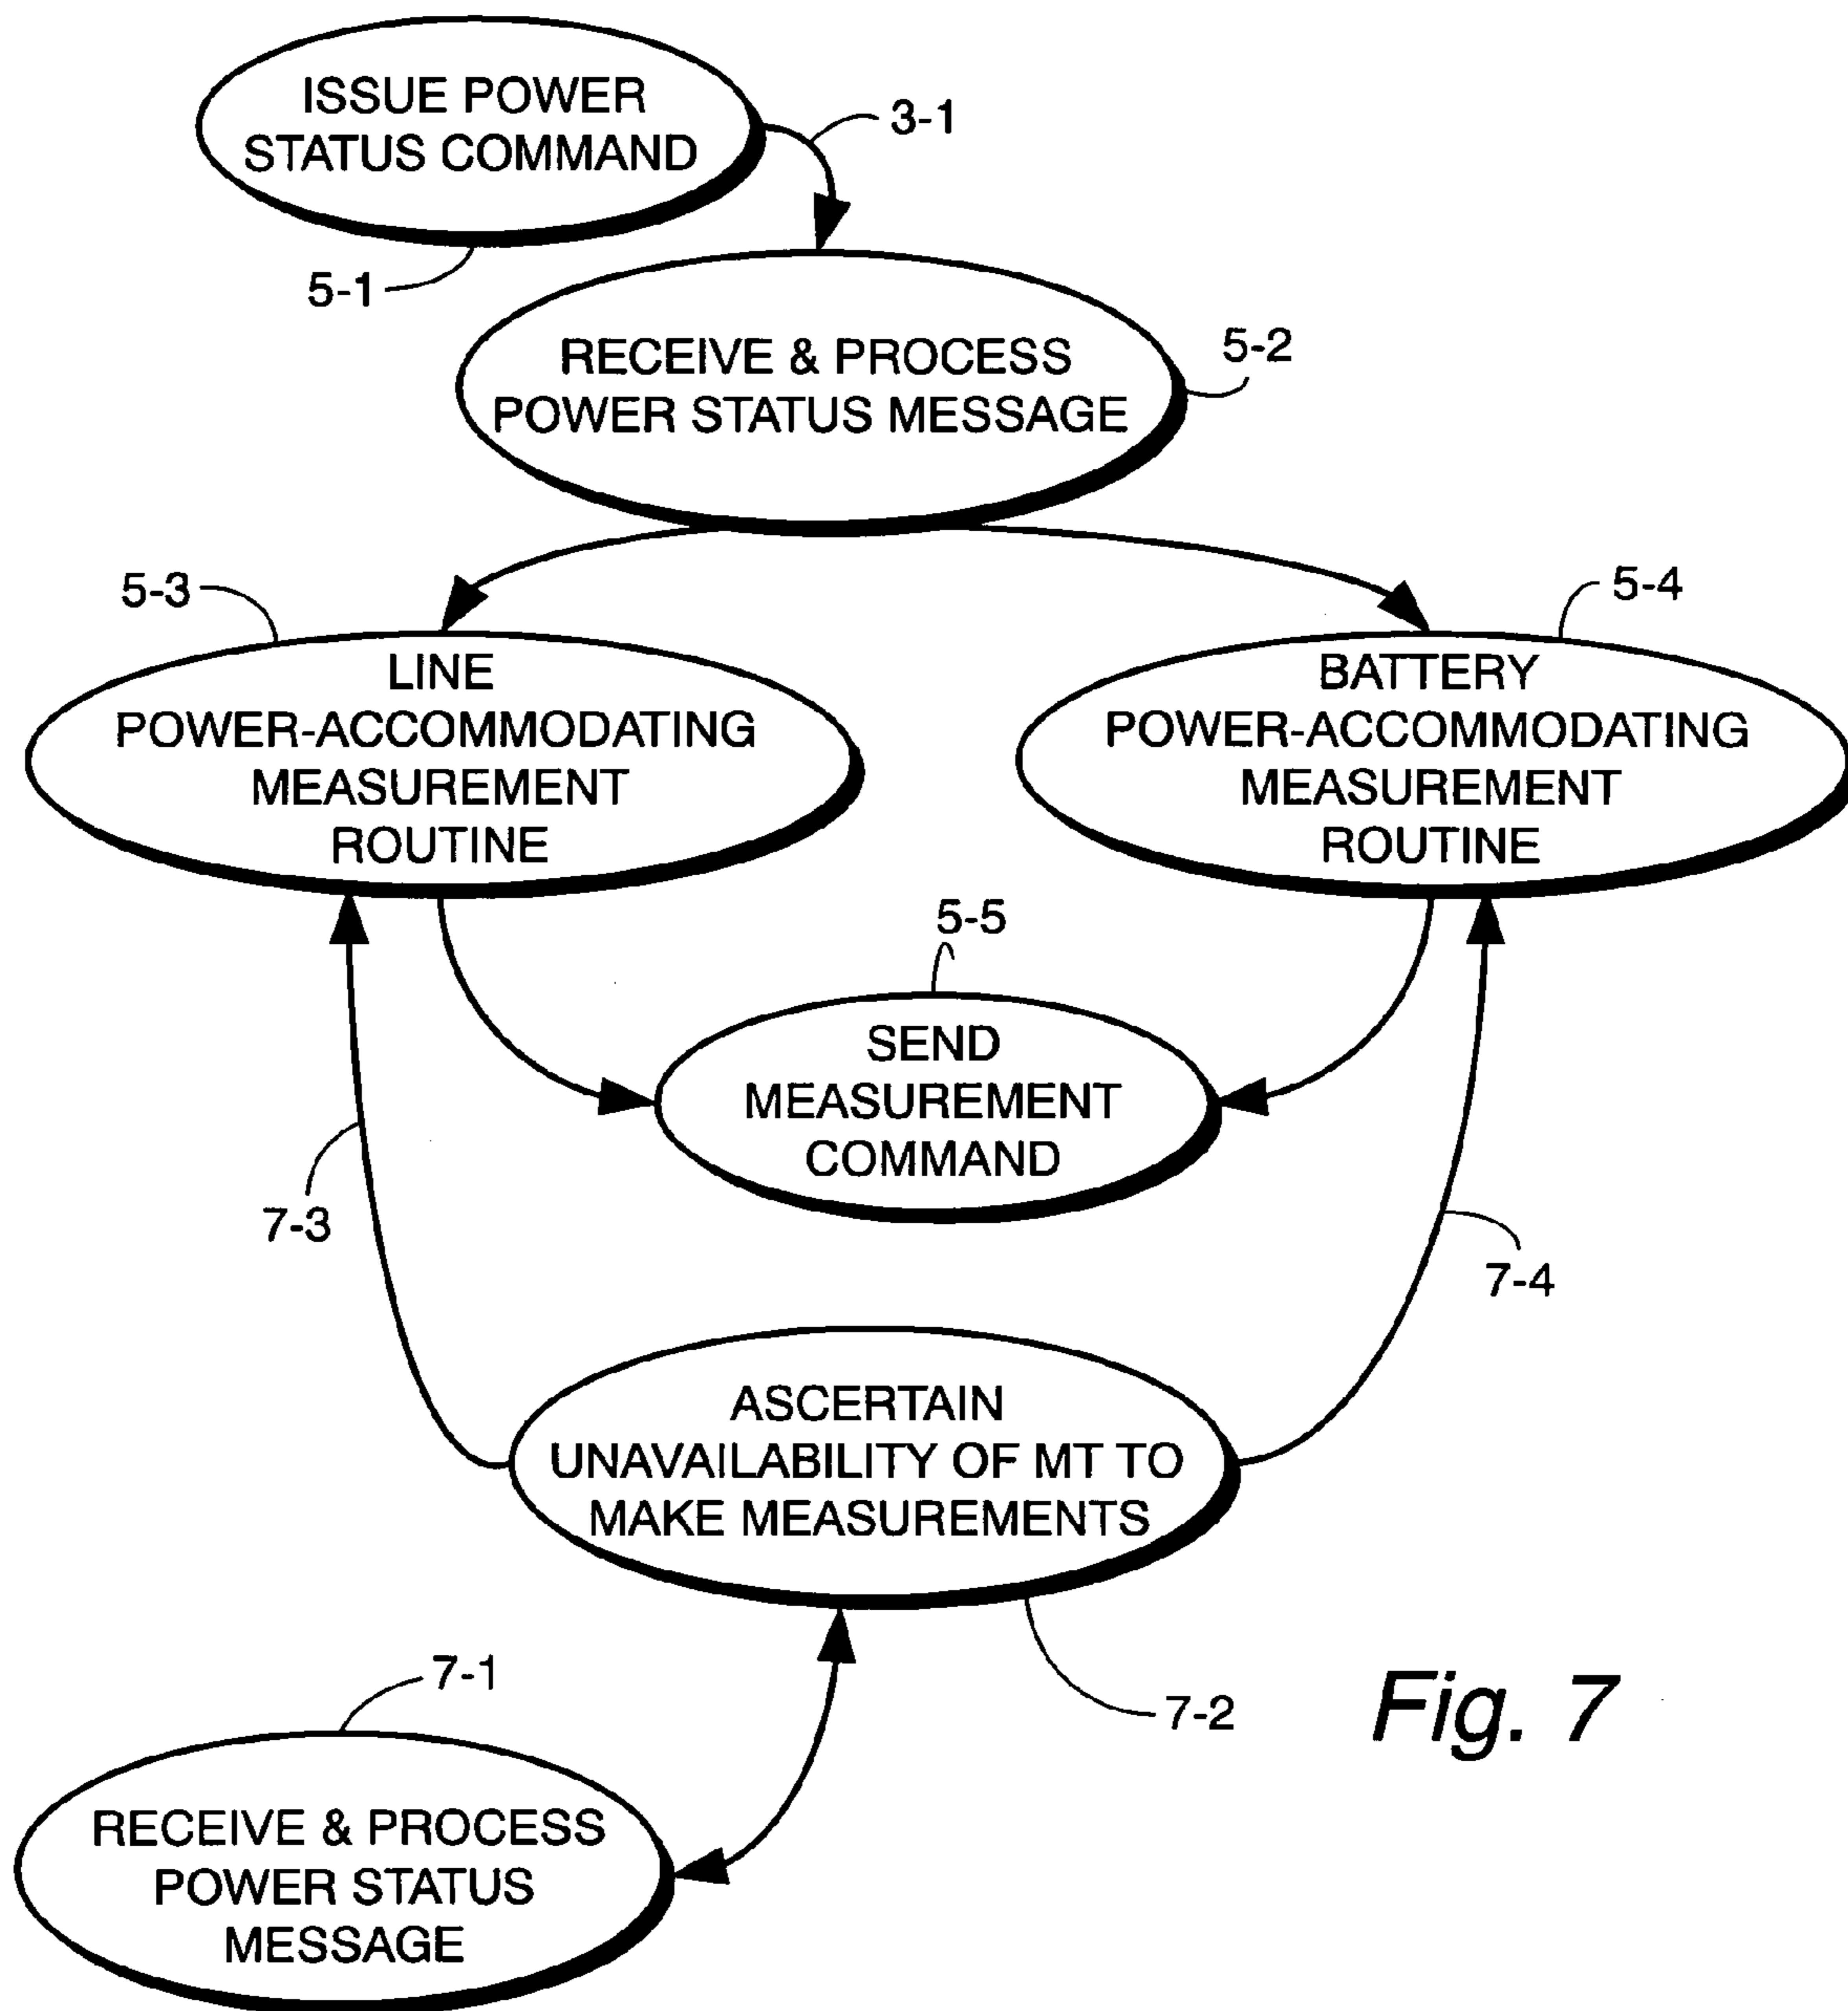 ISSUE POWER
STATUS COMMAND
3-1
5-1
RECEIVE & PROCESS
POWER STATUS MESSAGE
5-2
5-3
5-4
LINE
POWER-ACCOMMODATING
MEASUREMENT
ROUTINE
BATTERY
POWER-ACCOMMODATING
MEASUREMENT
ROUTINE
5-5
SEND
MEASUREMENT
COMMAND
7-3
7-4
ASCERTAIN
UNAVAILABILITY OF MT TO
MAKE MEASUREMENTS
7-1
7-2
Fig. 7
RECEIVE & PROCESS
POWER STATUS
MESSAGE